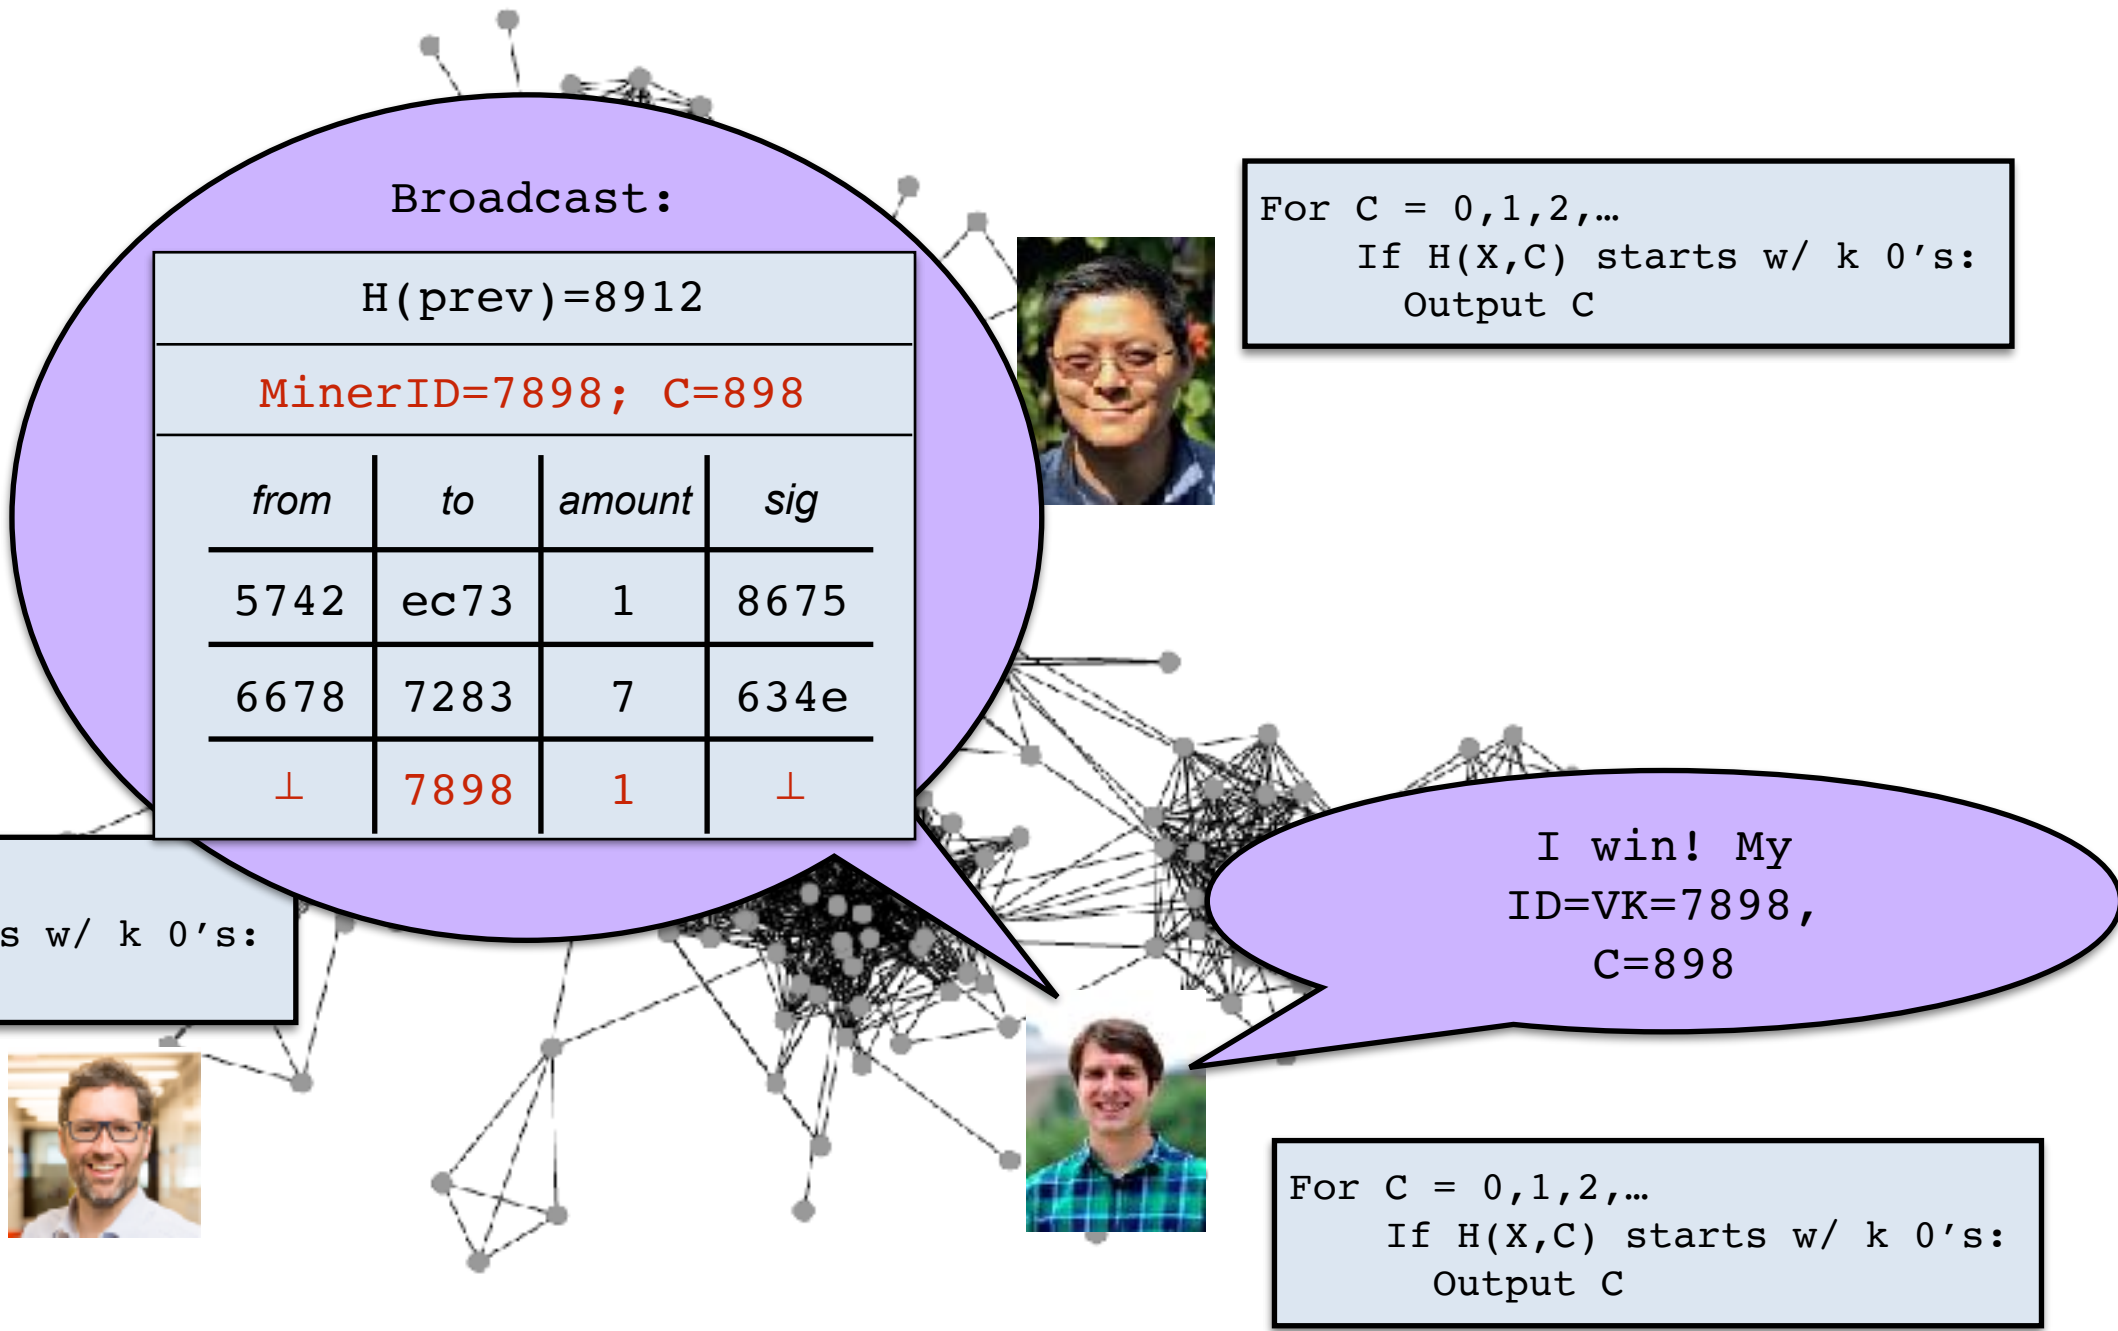 Broadcast:
H(prev)=8912
MinerID=7898; C=898
from to amount sig
5742 ec73 1 8675
6678 7283 7 634e
⊥ 7898 1 ⊥
For C = 0,1,2,…
If H(X,C) starts w/ k 0's:
Output C
s w/ k 0's:
I win! My
ID=VK=7898,
C=898
For C = 0,1,2,…
If H(X,C) starts w/ k 0's:
Output C